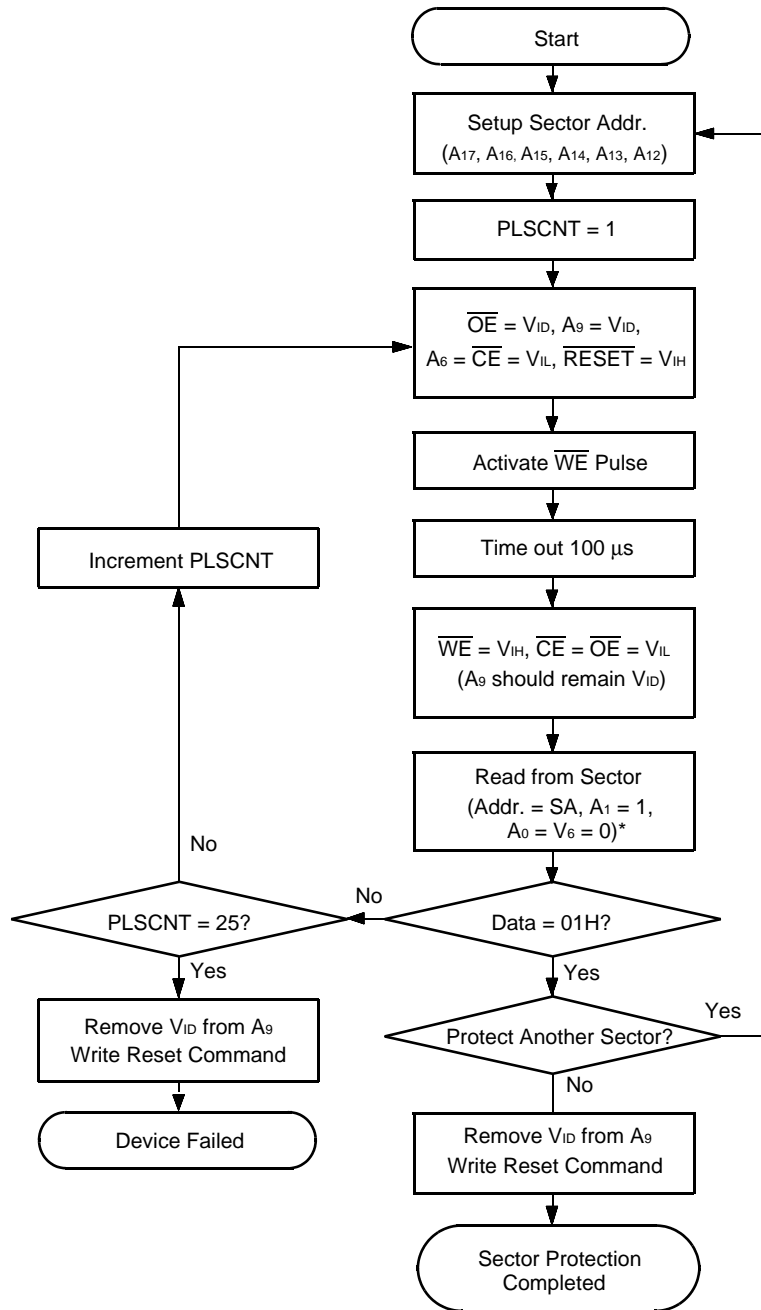 Start
Setup Sector Addr.
(A17, A16, A15, A14, A13, A12)
PLSCNT = 1
OE = VID, A9 = VID,
A6 = CE = VIL, RESET = VIH
Activate WE Pulse
Time out 100 µs
Increment PLSCNT
WE = VIH, CE = OE = VIL
(A9 should remain VID)
Read from Sector
(Addr. = SA, A1 = 1,
A0 = V6 = 0)*
No
No
PLSCNT = 25?
Data = 01H?
Yes
Yes
Yes
Remove VID from A9
Write Reset Command
Protect Another Sector?
No
Device Failed
Remove VID from A9
Write Reset Command
Sector Protection
Completed